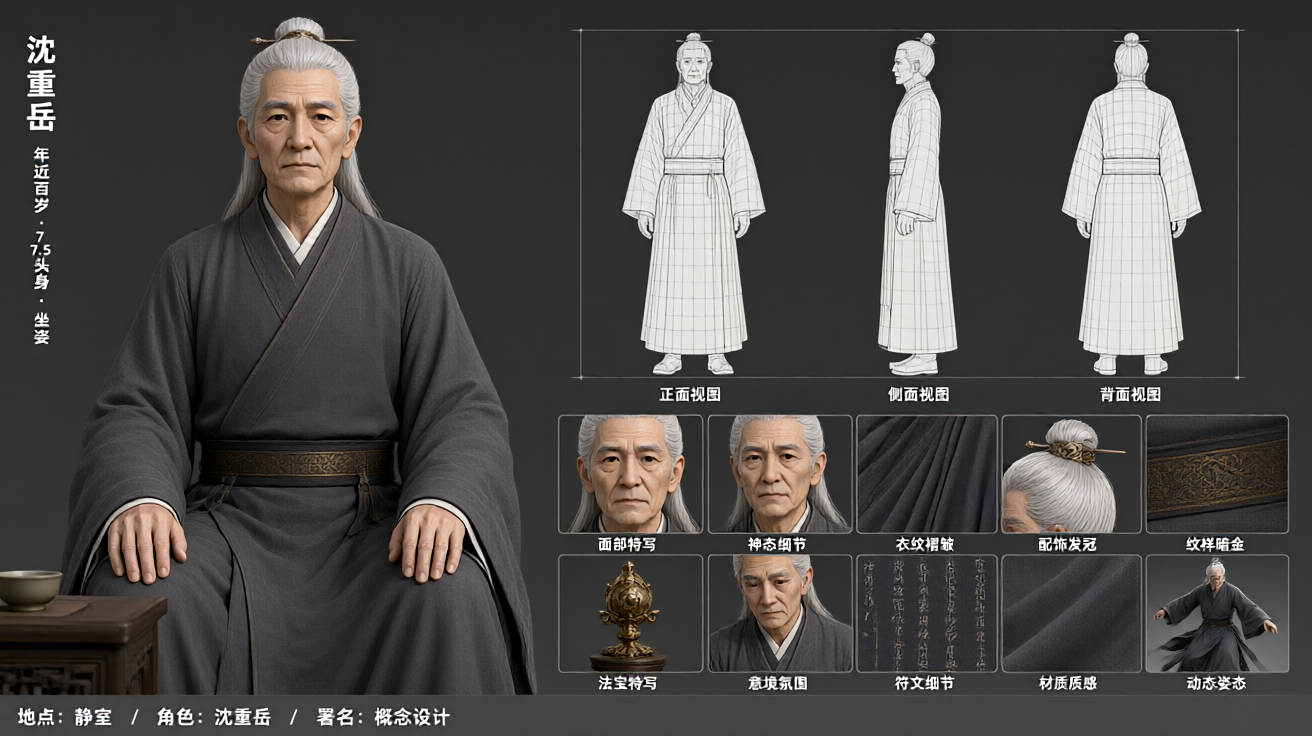 沈重岳
年近百岁 · 7
7.5头身 · 坐姿
正面视图
侧面视图
背面视图
面部特写
神态细节
衣纹褶皱
配饰发冠
纹样暗金
法宝特写
意境氛围
符文细节
材质质感
动态姿态
地点：静室 / 角色：沈重岳 / 署名：概念设计